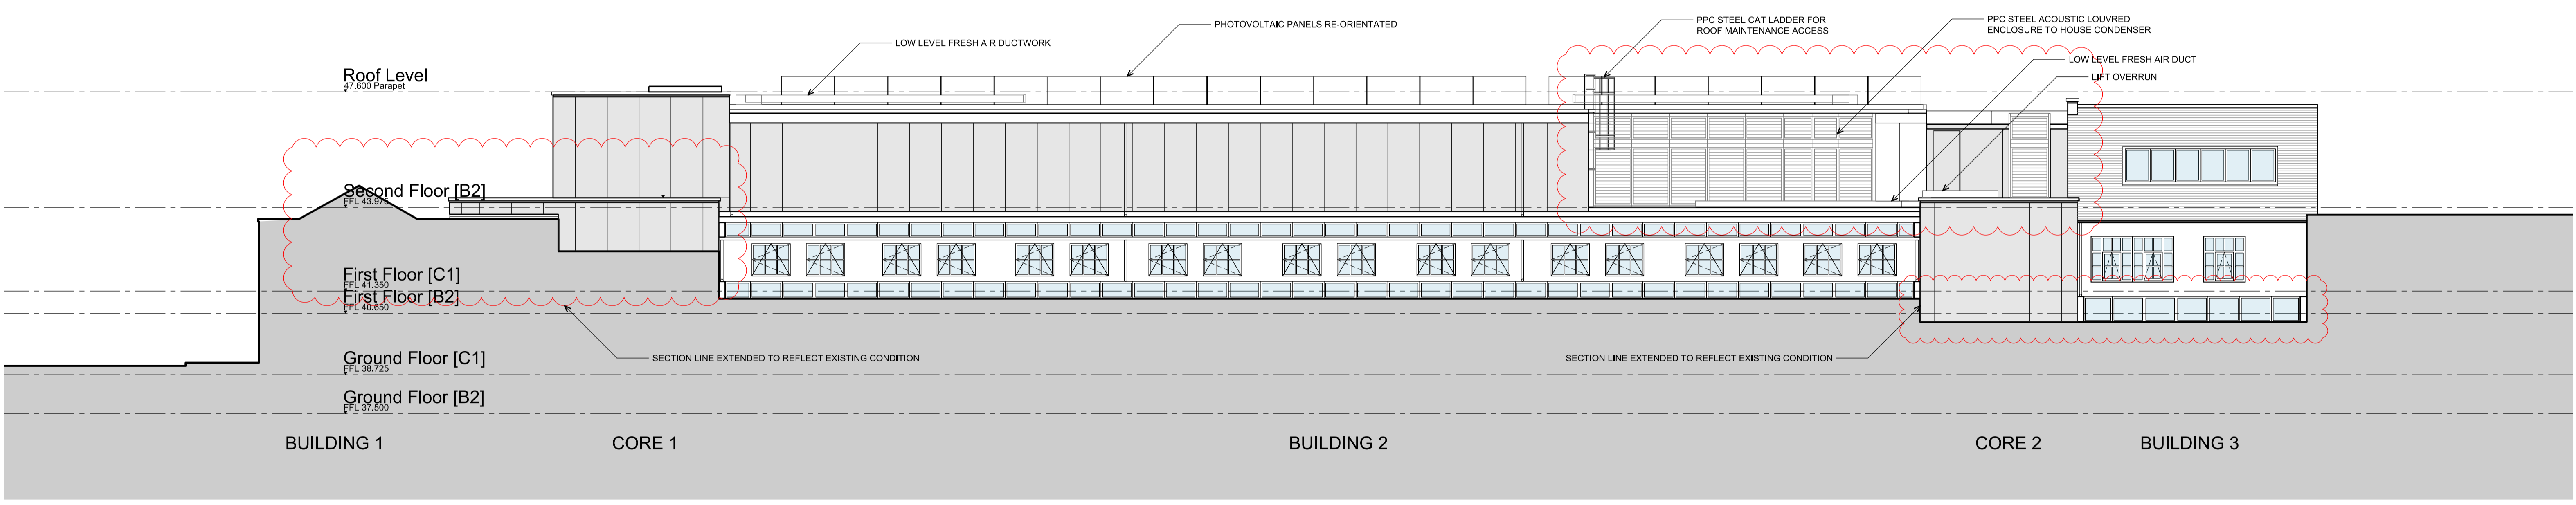 PPC STEEL CAT LADDER FOR
ROOF MAINTENANCE ACCESS
PPC STEEL ACOUSTIC LOUVRED
ENCLOSURE TO HOUSE CONDENSER
PHOTOVOLTAIC PANELS RE-ORIENTATED
LOW LEVEL FRESH AIR DUCTWORK
LOW LEVEL FRESH AIR DUCT
LIFT OVERRUN
Roof Level
47.600 Parapet
Second Floor [B2]
FFL 43.975
First Floor [C1]
FFL 41.350
First Floor [B2]
FFL 40.650
Ground Floor [C1]
FFL 38.725
SECTION LINE EXTENDED TO REFLECT EXISTING CONDITION
SECTION LINE EXTENDED TO REFLECT EXISTING CONDITION
Ground Floor [B2]
FFL 37.500
BUILDING 1
CORE 1
BUILDING 2
CORE 2
BUILDING 3